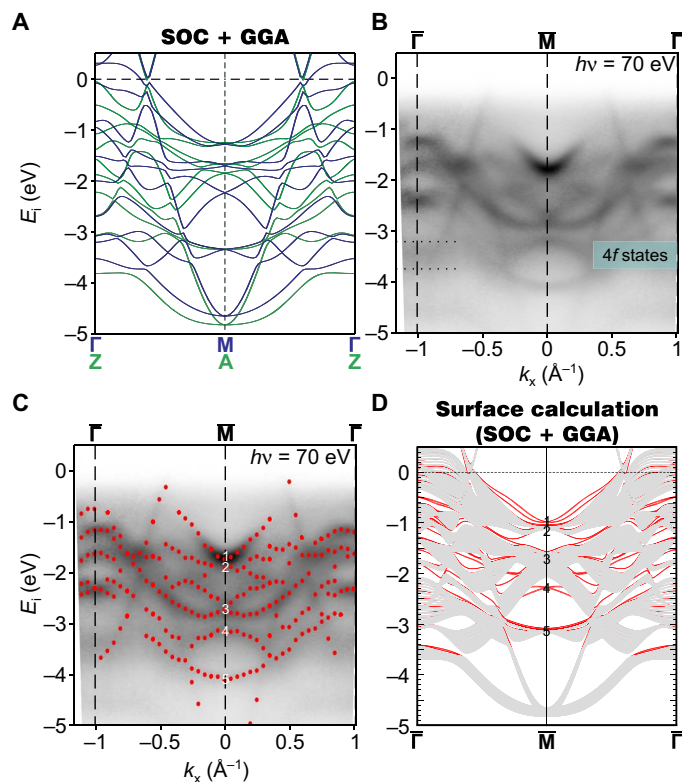 A
SOC + GGA
0
–1
–2
–3
–4
–5
Ei (eV)
Γ M Γ
Z A Z
B
Γ̅ M̅ Γ̅
hν = 70 eV
0
–1
–2
–3
–4
–5
4f states
–1 –0.5 0 0.5 1
kx (Å–1)
C
Γ̅ M̅ Γ̅
hν = 70 eV
0
–1
–2
–3
–4
–5
Ei (eV)
1
2
3
4
5
–1 –0.5 0 0.5 1
kx (Å–1)
D
Surface calculation
(SOC + GGA)
0
–1
–2
–3
–4
–5
1
2
3
4
5
Γ̅ M̅ Γ̅